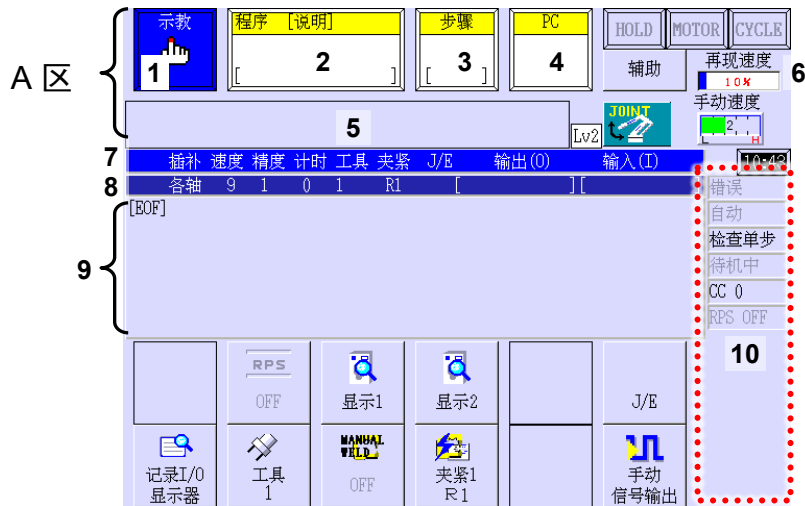 示教
程序 [说明]
步骤
PC
HOLD
MOTOR
CYCLE
1
[ 2 ]
[ 3 ]
4
辅助
再现速度
10%
6
A 区
手动速度
2
L H
5
Lv2
JOINT
7
插补 速度 精度 计时 工具 夹紧 J/E 输出(O) 输入(I)
10:42
8
各轴 9 1 0 1 R1 [ ][
错误
[EOF]
自动
检查单步
9
待机中
CC 0
RPS OFF
10
RPS
OFF
显示1
显示2
J/E
记录I/O
显示器
工具
1
MANUAL
WELD
OFF
夹紧1
R1
手动
信号输出